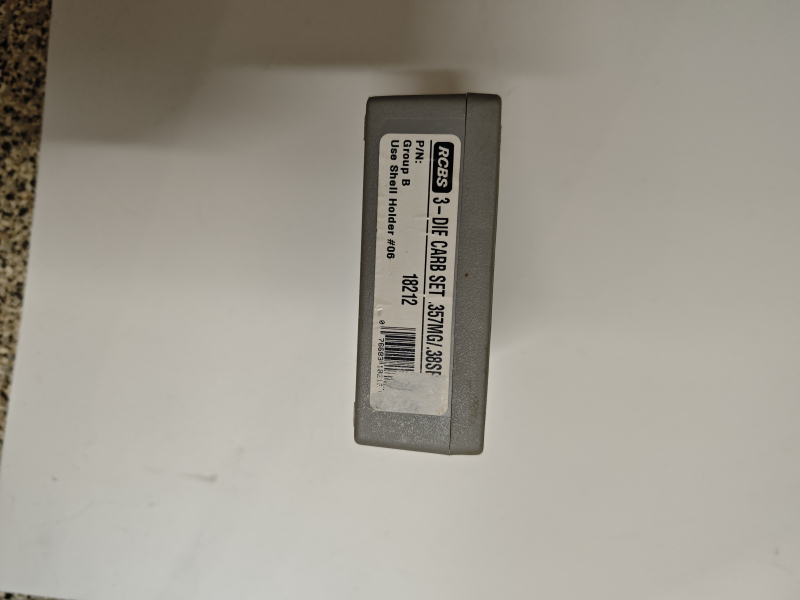 RCBS 3-DIE CARB SET .357MG/.38SP
P/N: 18212
Group B
Use Shell Holder #06